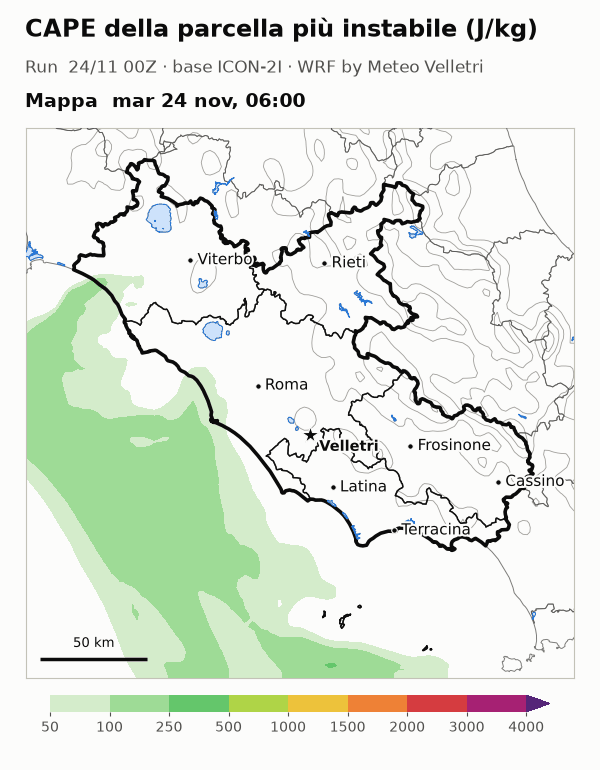 CAPE della parcella più instabile (J/kg)
Run  24/11 00Z · base ICON-2I · WRF by Meteo Velletri
Mappa  mar 24 nov, 06:00
Viterbo
Rieti
Roma
Velletri
Frosinone
Cassino
Latina
Terracina
50 km
50 100 250 500 1000 1500 2000 3000 4000